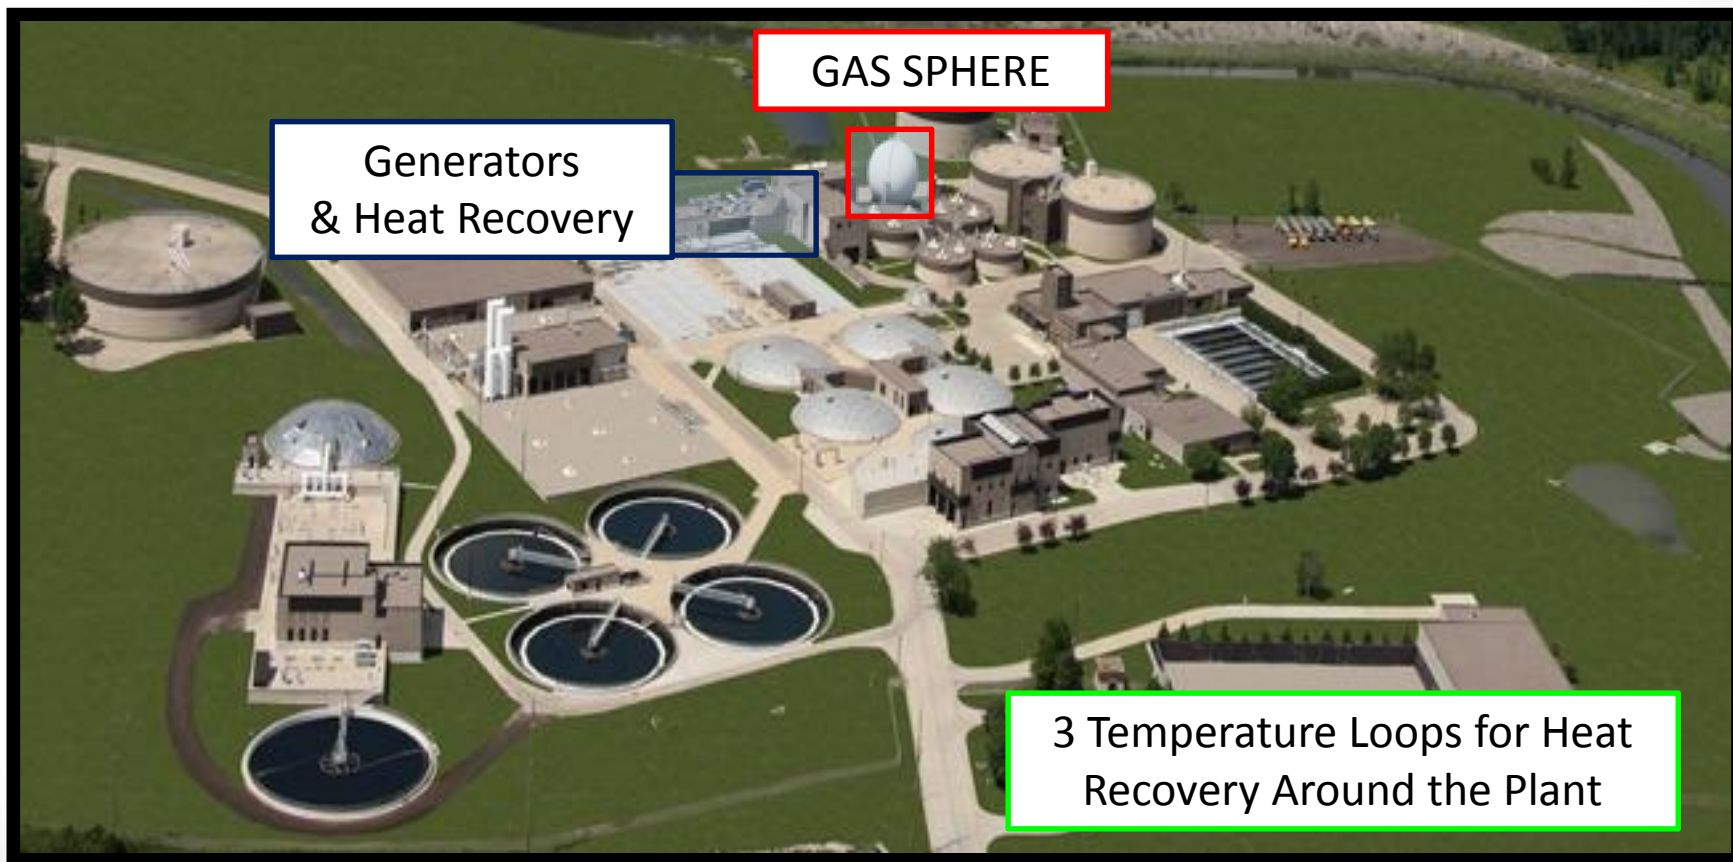 GAS SPHERE
Generators
& Heat Recovery
3 Temperature Loops for Heat
Recovery Around the Plant